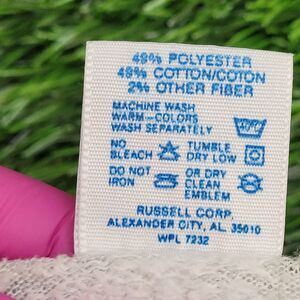 49% POLYESTER
49% COTTON/COTON
2% OTHER FIBER
MACHINE WASH
WARM-COLORS
WASH SEPARATELY
NO BLEACH
TUMBLE DRY LOW
DO NOT IRON
OR DRY CLEAN EMBLEM
RUSSELL CORP.
ALEXANDER CITY, AL. 35010
WPL 7232